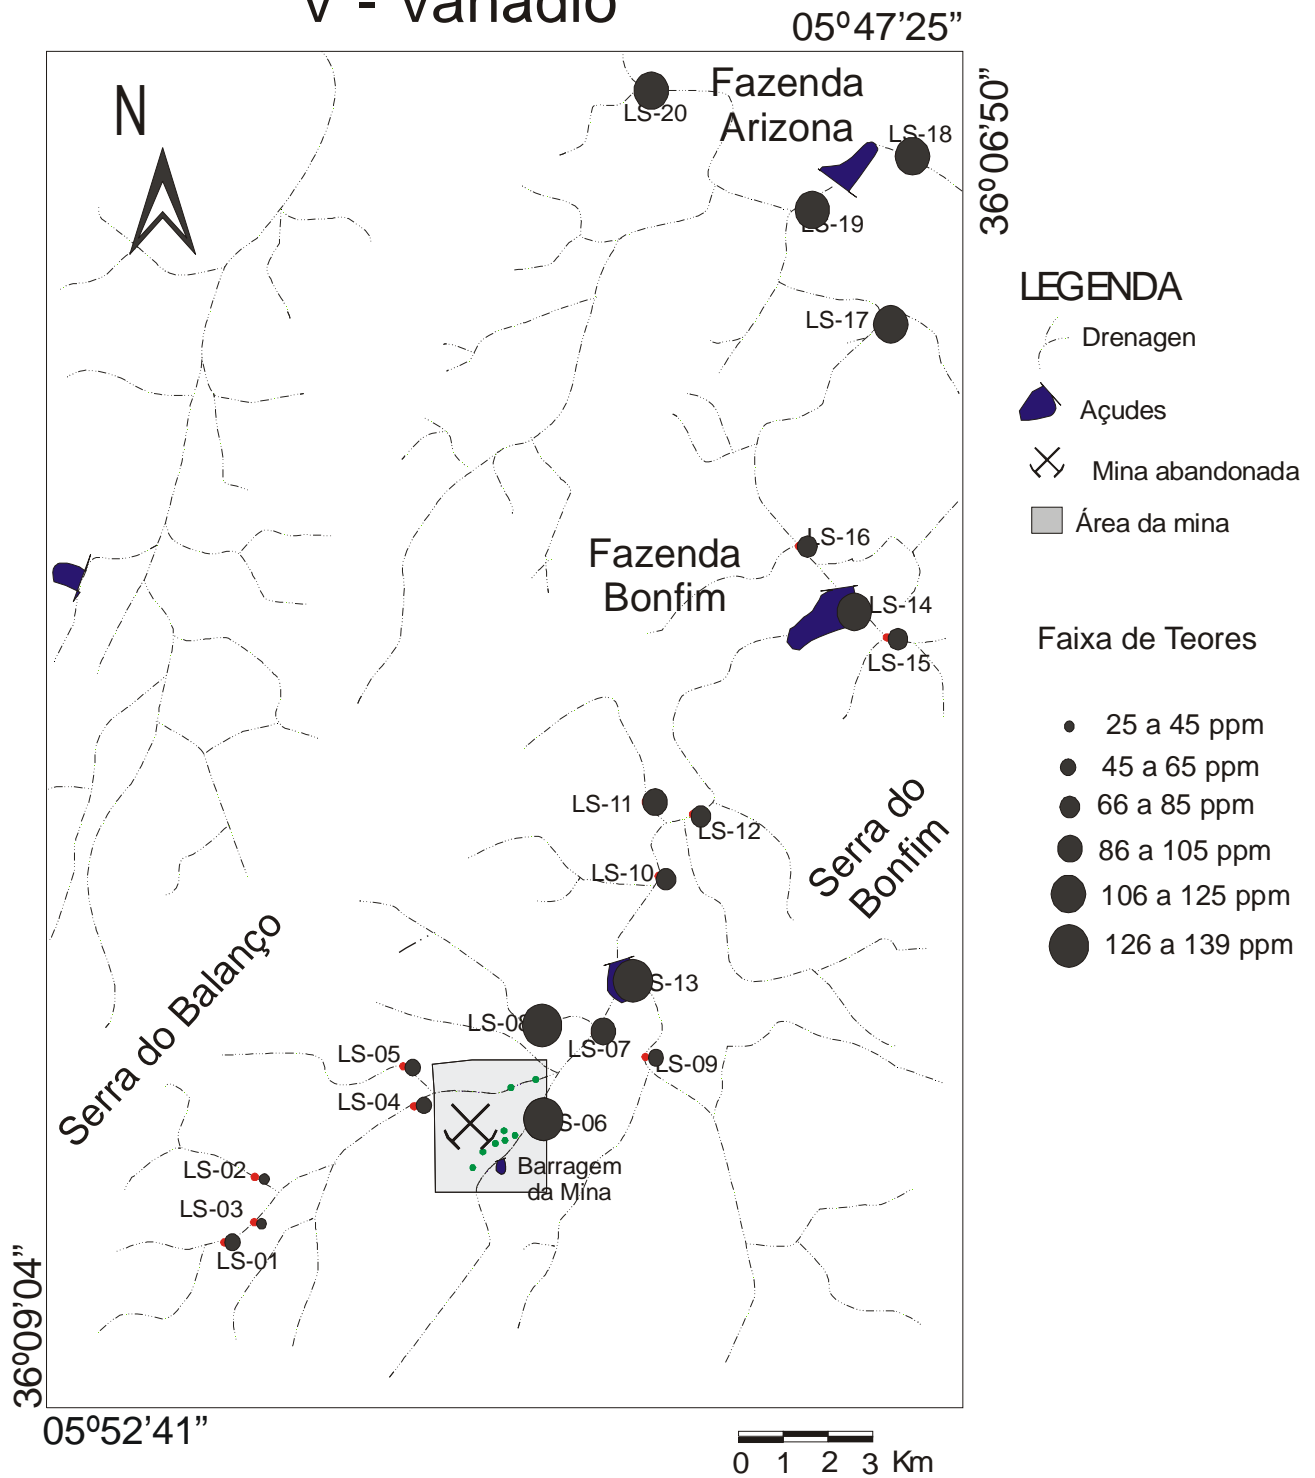 V - Vanádio
05º47'25”
N
Fazenda
Arizona
LS-20
LS-18
36º06'50”
LS-19
LS-17
LEGENDA
Drenagen
Açudes
Mina abandonada
Área da mina
LS-16
Fazenda
Bonfim
LS-14
LS-15
Faixa de Teores
25 a 45 ppm
45 a 65 ppm
66 a 85 ppm
86 a 105 ppm
106 a 125 ppm
126 a 139 ppm
LS-11
LS-12
Serra do
Bonfim
LS-10
Serra do Balanço
S-13
LS-08
LS-07
LS-05
LS-09
LS-04
S-06
Barragem
da Mina
LS-02
LS-03
LS-01
36º09'04”
05º52'41”
0 1 2 3 Km